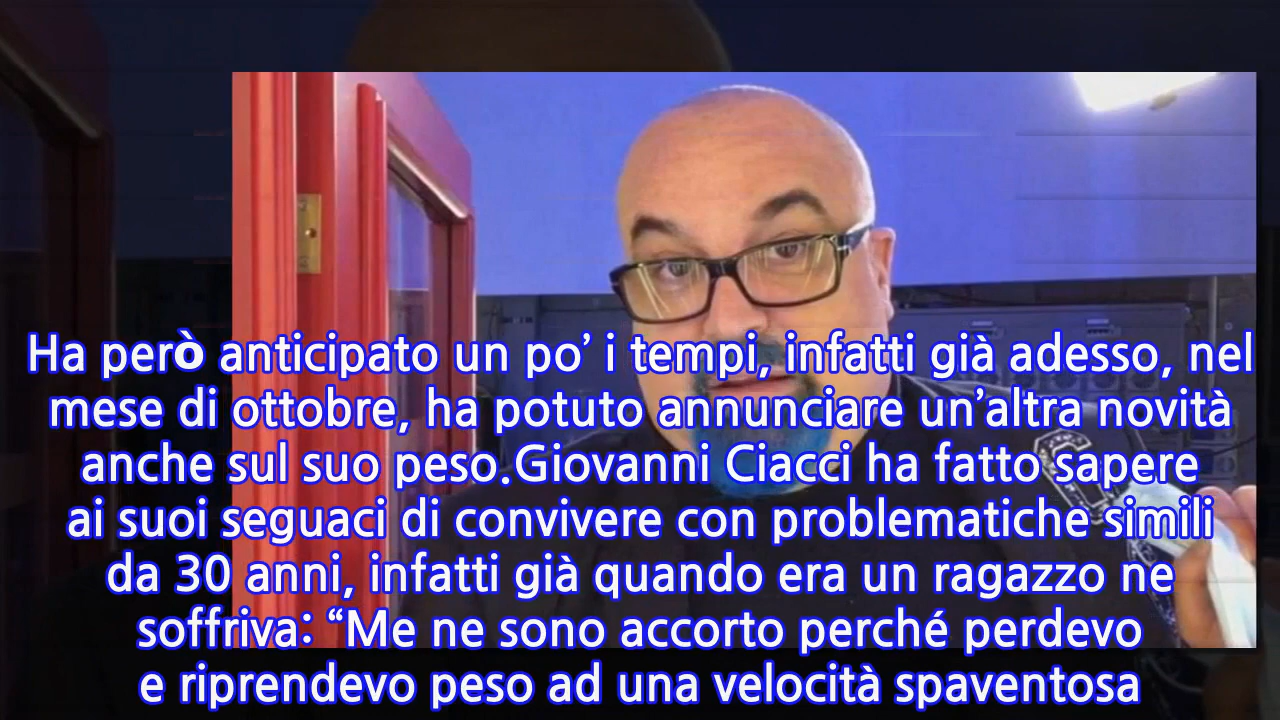 Ha però anticipato un po’ i tempi, infatti già adesso, nel
mese di ottobre, ha potuto annunciare un’altra novità
anche sul suo peso.Giovanni Ciacci ha fatto sapere
ai suoi seguaci di convivere con problematiche simili
da 30 anni, infatti già quando era un ragazzo ne
soffriva: “Me ne sono accorto perché perdevo
e riprendevo peso ad una velocità spaventosa